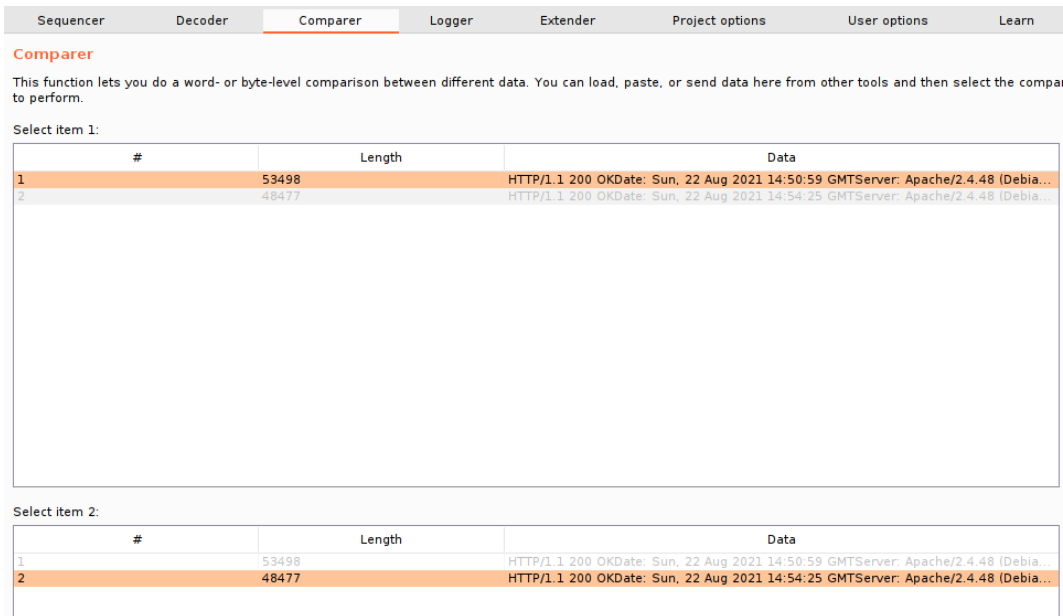 Sequencer Decoder Comparer Logger Extender Project options User options Learn
Comparer
This function lets you do a word- or byte-level comparison between different data. You can load, paste, or send data here from other tools and then select the compar
to perform.
Select item 1:
# Length Data
1 53498 HTTP/1.1 200 OKDate: Sun, 22 Aug 2021 14:50:59 GMTServer: Apache/2.4.48 (Debia...
2 48477 HTTP/1.1 200 OKDate: Sun, 22 Aug 2021 14:54:25 GMTServer: Apache/2.4.48 (Debia...
Select item 2:
# Length Data
1 53498 HTTP/1.1 200 OKDate: Sun, 22 Aug 2021 14:50:59 GMTServer: Apache/2.4.48 (Debia...
2 48477 HTTP/1.1 200 OKDate: Sun, 22 Aug 2021 14:54:25 GMTServer: Apache/2.4.48 (Debia...